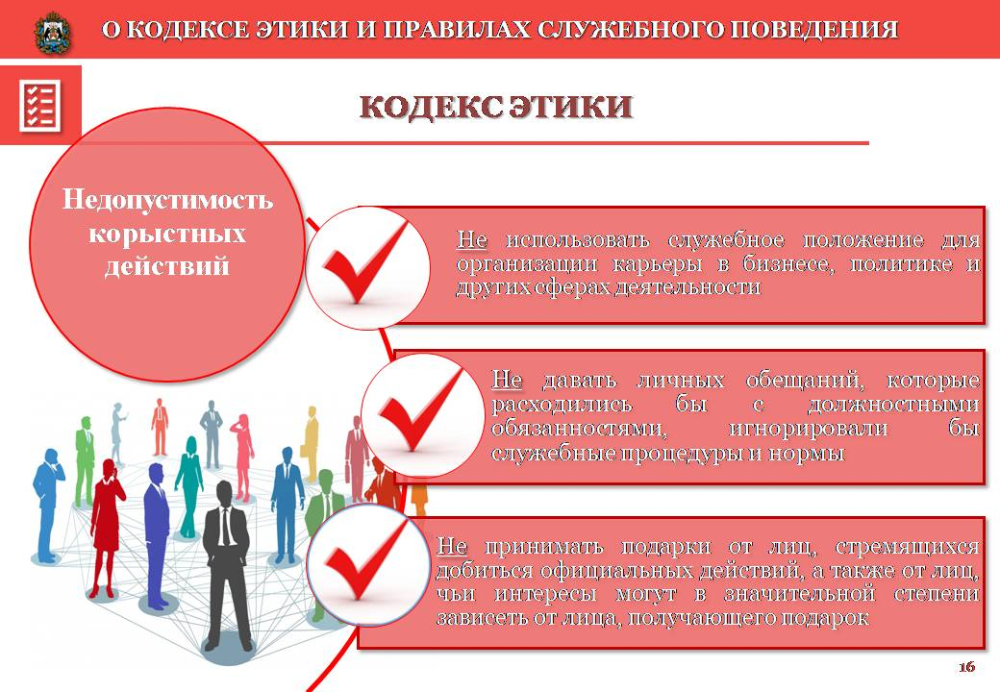 О КОДЕКСЕ ЭТИКИ И ПРАВИЛАХ СЛУЖЕБНОГО ПОВЕДЕНИЯ
КОДЕКС ЭТИКИ
Недопустимость
корыстных
действий
Не использовать служебное положение для
организации карьеры в бизнесе, политике и
других сферах деятельности
Не давать личных обещаний, которые
расходились бы с должностными
обязанностями, игнорировали бы
служебные процедуры и нормы
Не принимать подарки от лиц, стремящихся
добиться официальных действий, а также от лиц,
чьи интересы могут в значительной степени
зависеть от лица, получающего подарок
16